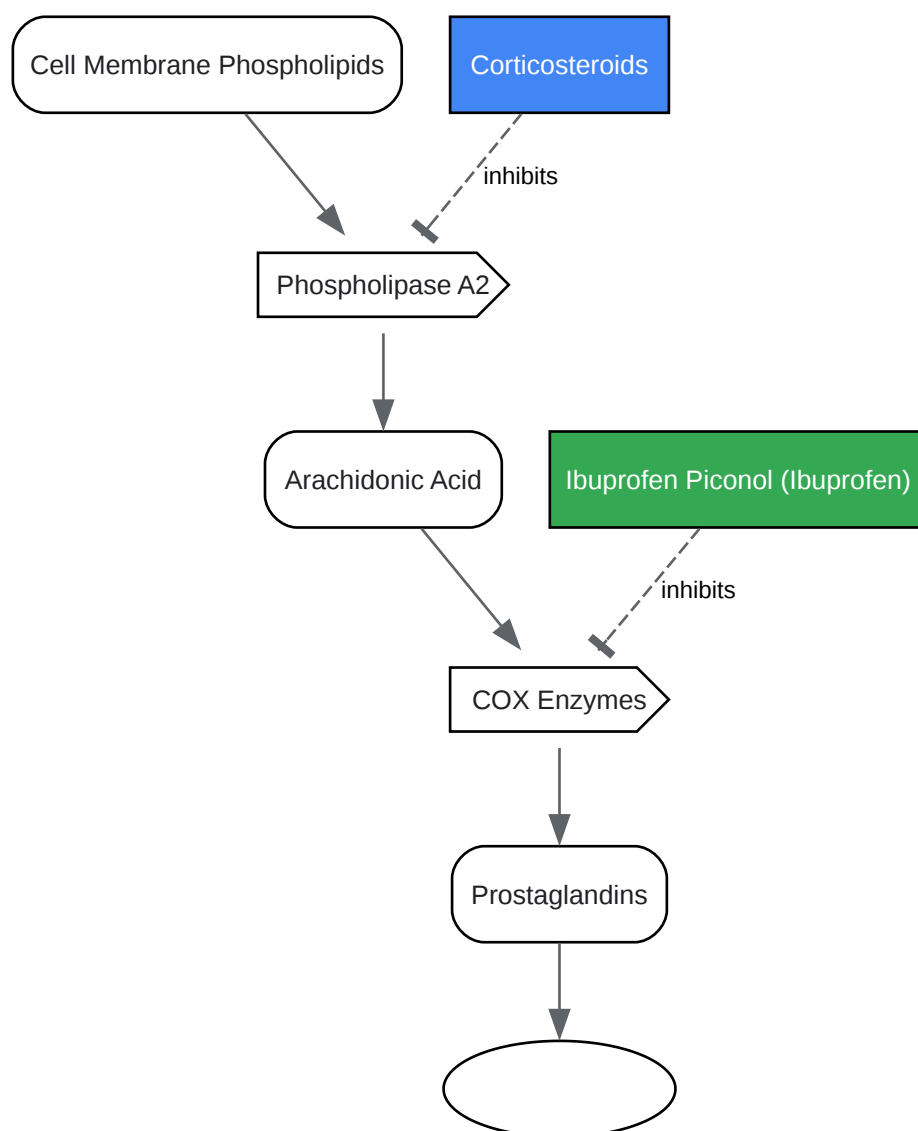 Cell Membrane Phospholipids
Corticosteroids
inhibits
Phospholipase A2
Arachidonic Acid
Ibuprofen Piconol (Ibuprofen)
inhibits
COX Enzymes
Prostaglandins